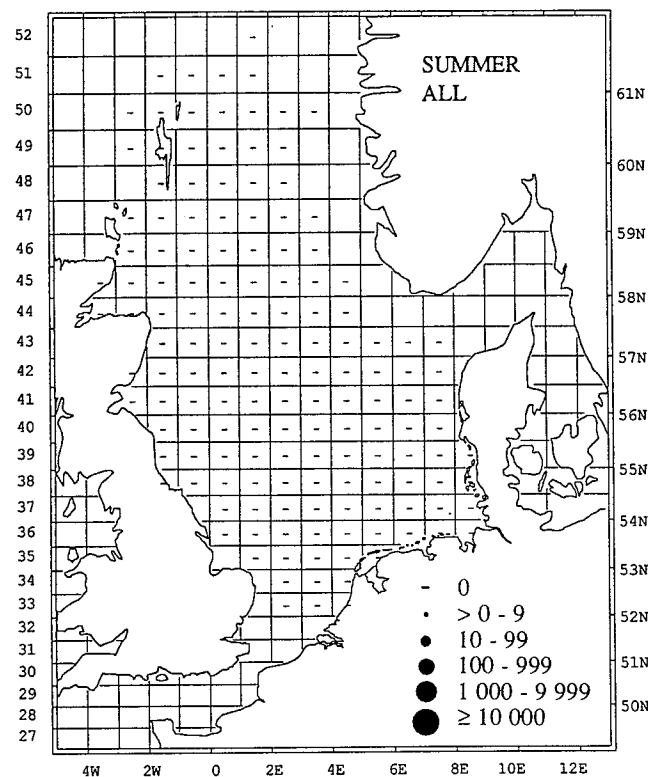 SUMMER
ALL
52
51
50
49
48
47
46
45
44
43
42
41
40
39
38
37
36
35
34
33
32
31
30
29
28
27
61N
60N
59N
58N
57N
56N
55N
54N
53N
52N
51N
50N
- 0
> 0 - 9
10 - 99
100 - 999
1 000 - 9 999
≥ 10 000
4W 2W 0 2E 4E 6E 8E 10E 12E